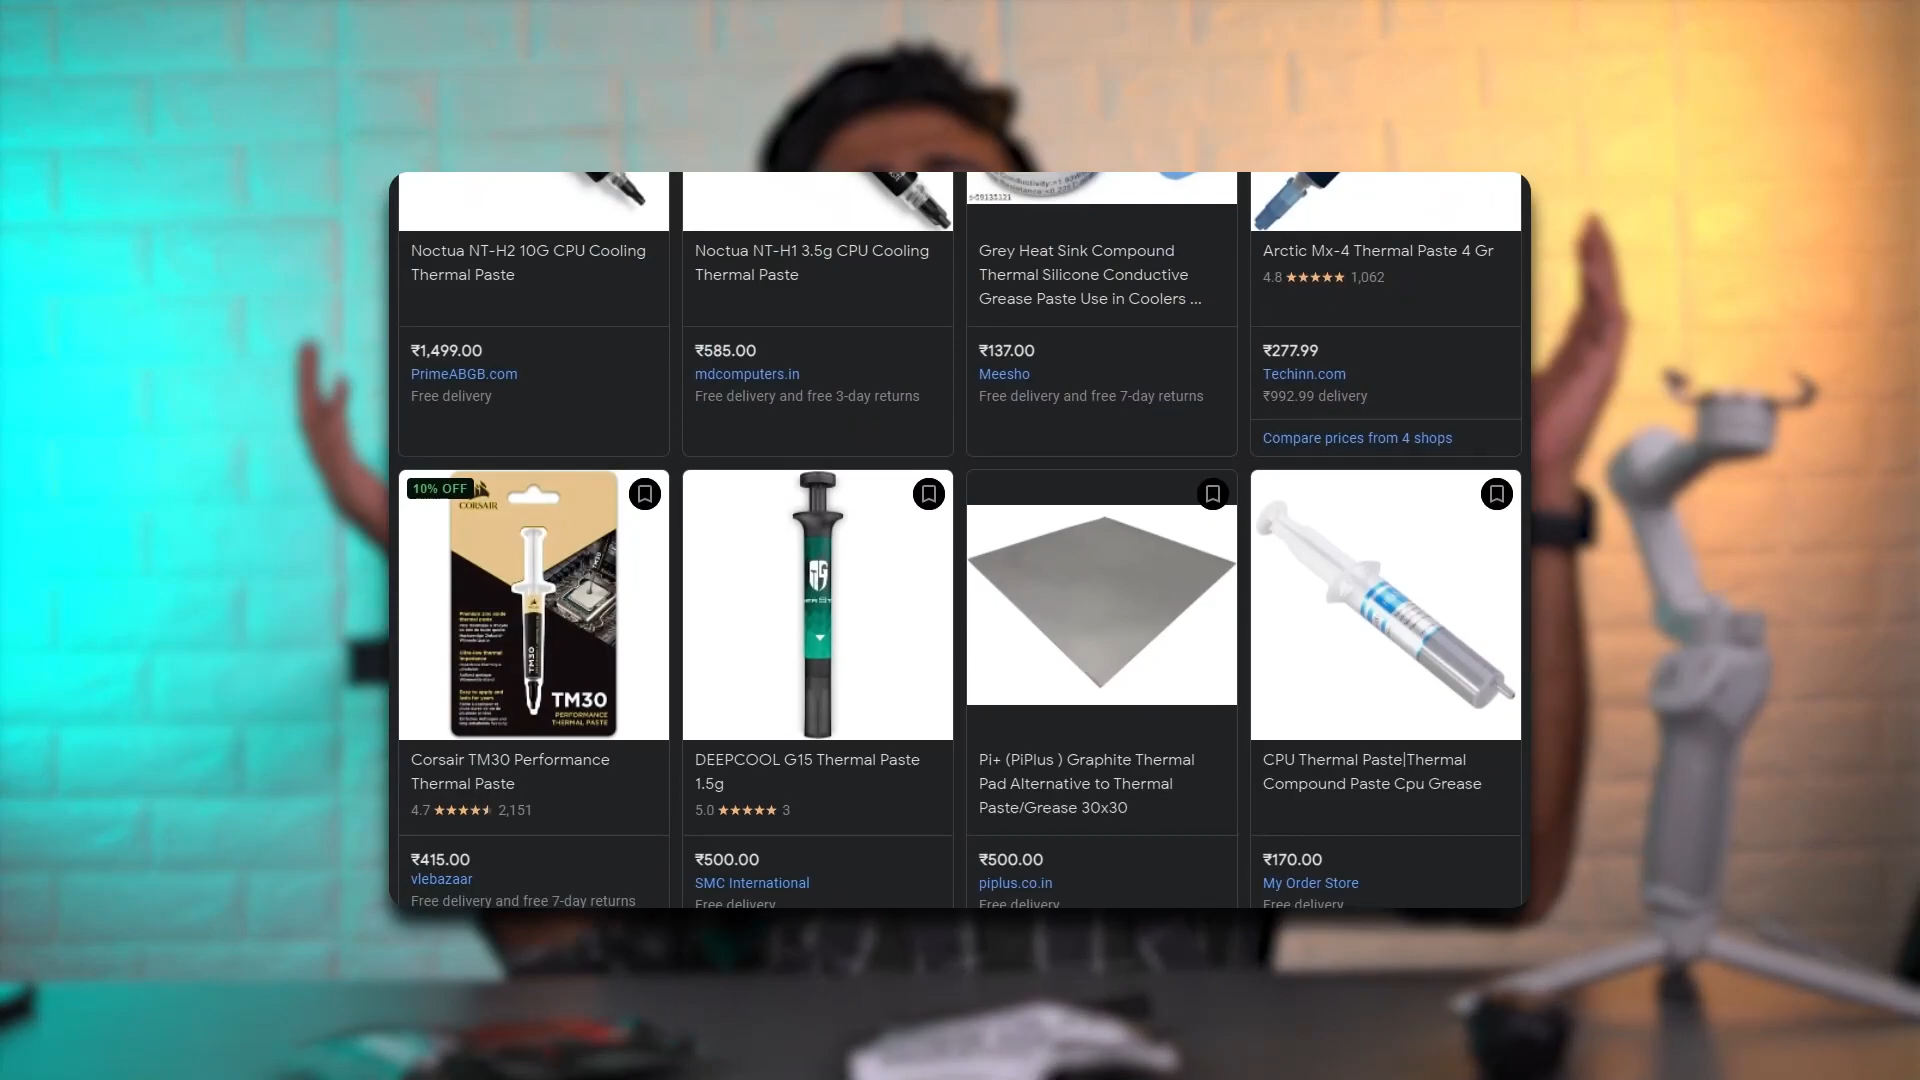 s-59135121
Noctua NT-H2 10G CPU Cooling
Thermal Paste
₹1,499.00
PrimeABGB.com
Free delivery
Noctua NT-H1 3.5g CPU Cooling
Thermal Paste
₹585.00
mdcomputers.in
Free delivery and free 3-day returns
Grey Heat Sink Compound
Thermal Silicone Conductive
Grease Paste Use in Coolers ...
₹137.00
Meesho
Free delivery and free 7-day returns
Arctic Mx-4 Thermal Paste 4 Gr
4.8 ★★★★★ 1,062
₹277.99
Techinn.com
₹992.99 delivery
Compare prices from 4 shops
10% OFF
CORSAIR
TM30
TM30
PERFORMANCE
THERMAL PASTE
Corsair TM30 Performance
Thermal Paste
4.7 ★★★★★ 2,151
₹415.00
vlebazaar
Free delivery and free 7-day returns
DEEPCOOL G15 Thermal Paste
1.5g
5.0 ★★★★★ 3
₹500.00
SMC International
Free delivery
Pi+ (PiPlus ) Graphite Thermal
Pad Alternative to Thermal
Paste/Grease 30x30
₹500.00
piplus.co.in
Free delivery
CPU Thermal Paste|Thermal
Compound Paste Cpu Grease
₹170.00
My Order Store
Free delivery